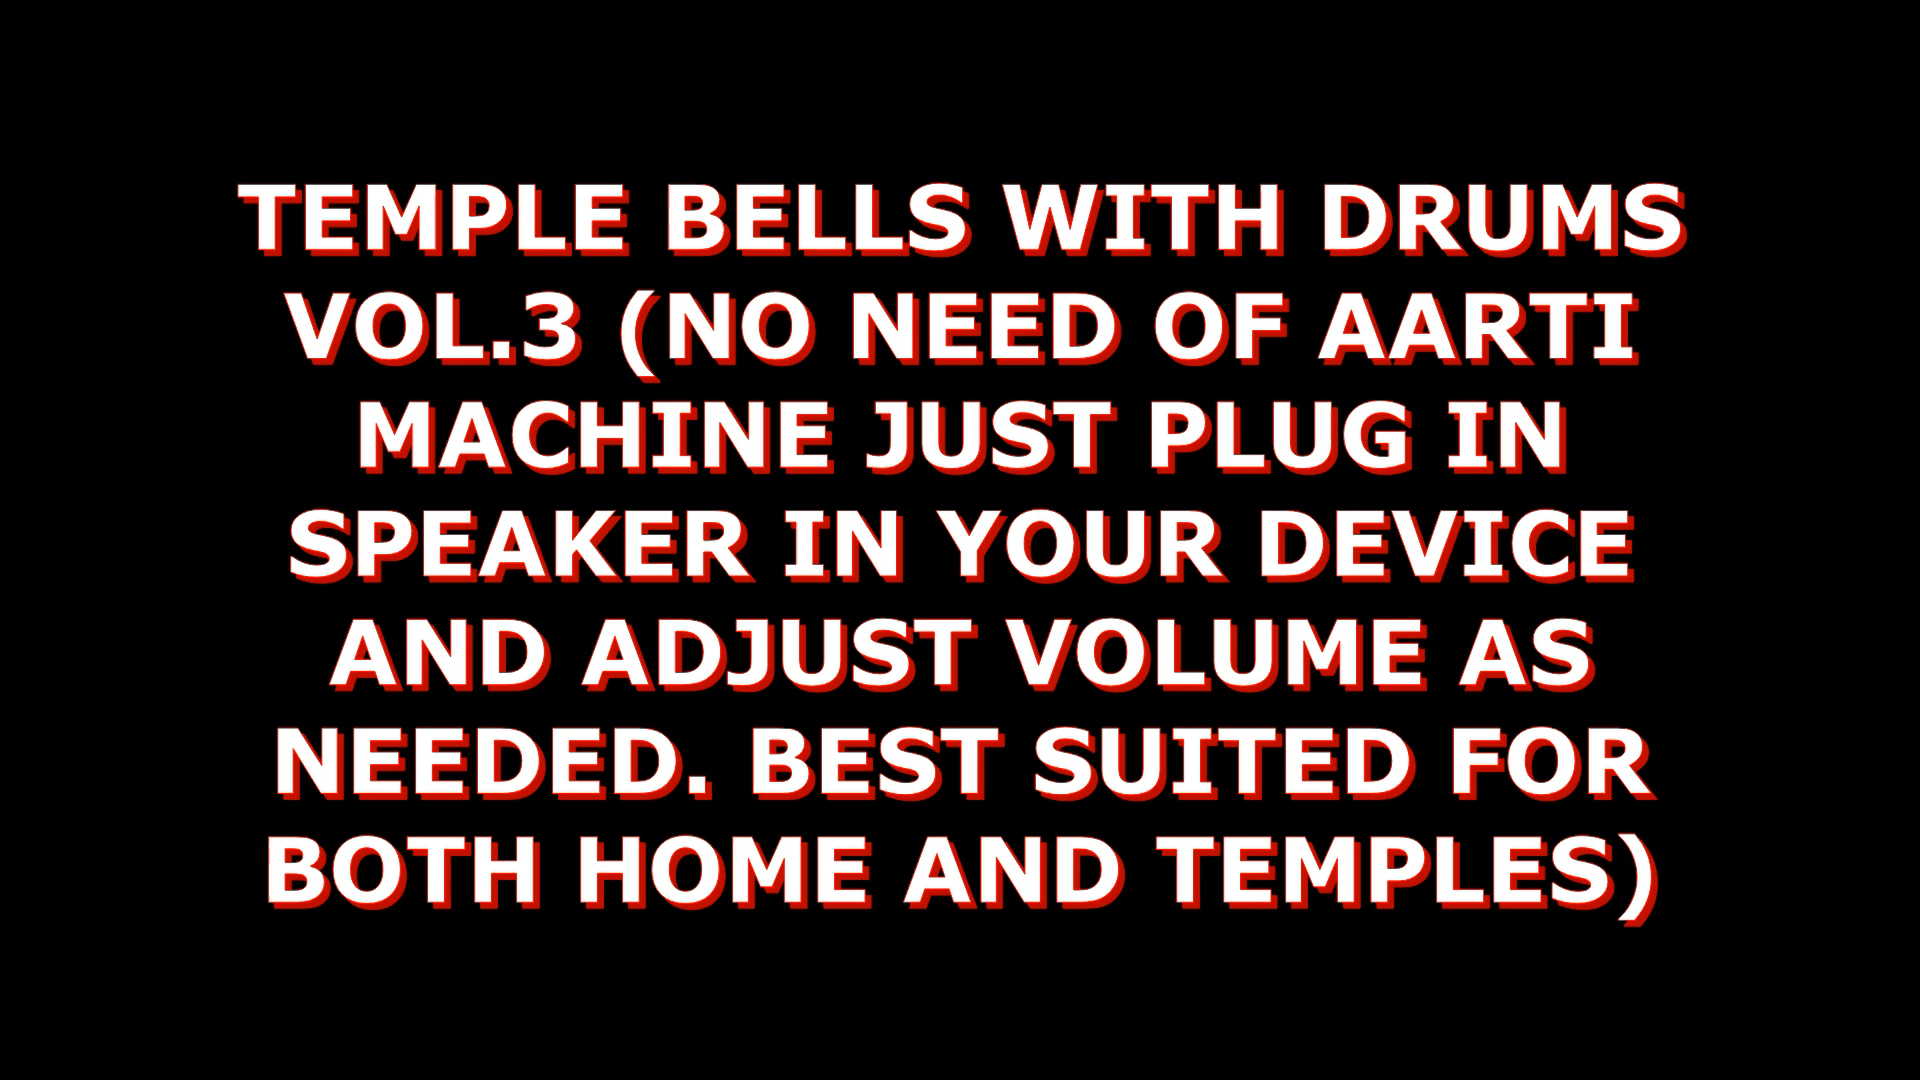 TEMPLE BELLS WITH DRUMS
VOL.3 (NO NEED OF AARTI
MACHINE JUST PLUG IN
SPEAKER IN YOUR DEVICE
AND ADJUST VOLUME AS
NEEDED. BEST SUITED FOR
BOTH HOME AND TEMPLES)